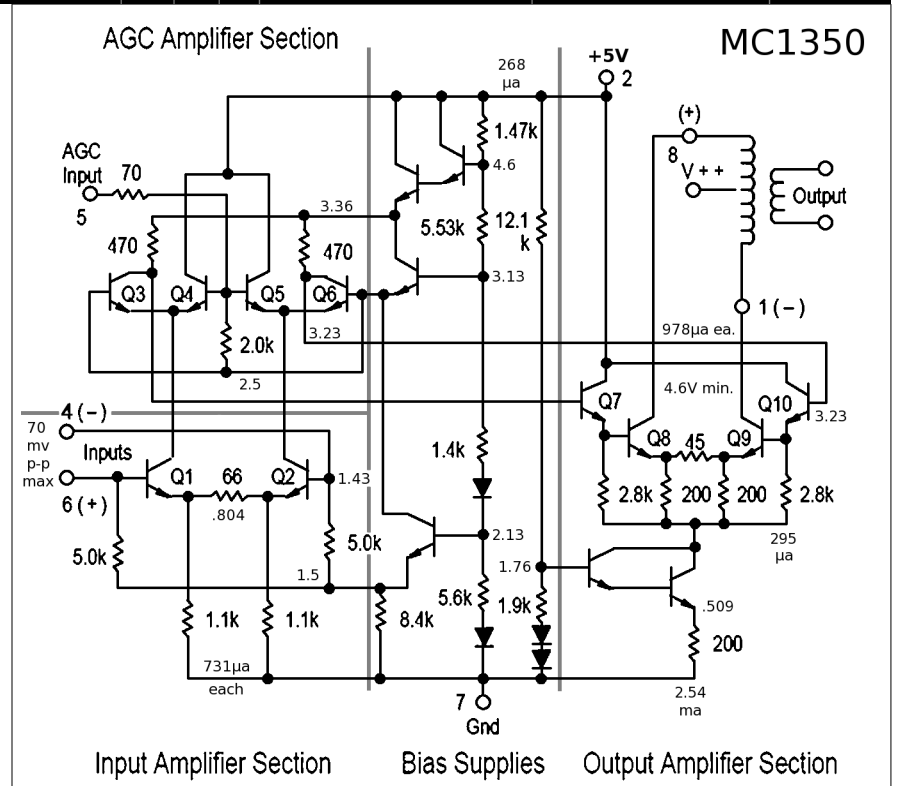 AGC Amplifier Section
MC1350
+5V
2
268
µa
(+)
8
V + +
Output
1.47k
4.6
AGC
Input
70
5
3.36
5.53k
12.1
k
470
470
3.13
Q3
Q4
Q5
Q6
1 (-)
3.23
978µa ea.
2.0k
2.5
4.6V min.
Q7
Q10
3.23
4 (-)
70
mv
p-p
max
Inputs
6 (+)
Q8
45
Q9
1.4k
Q1
66
Q2
1.43
.804
2.8k
200
200
2.8k
5.0k
5.0k
2.13
295
µa
1.5
1.76
5.6k
1.9k
.509
1.1k
1.1k
8.4k
200
731µa
each
2.54
ma
7
Gnd
Input Amplifier Section
Bias Supplies
Output Amplifier Section